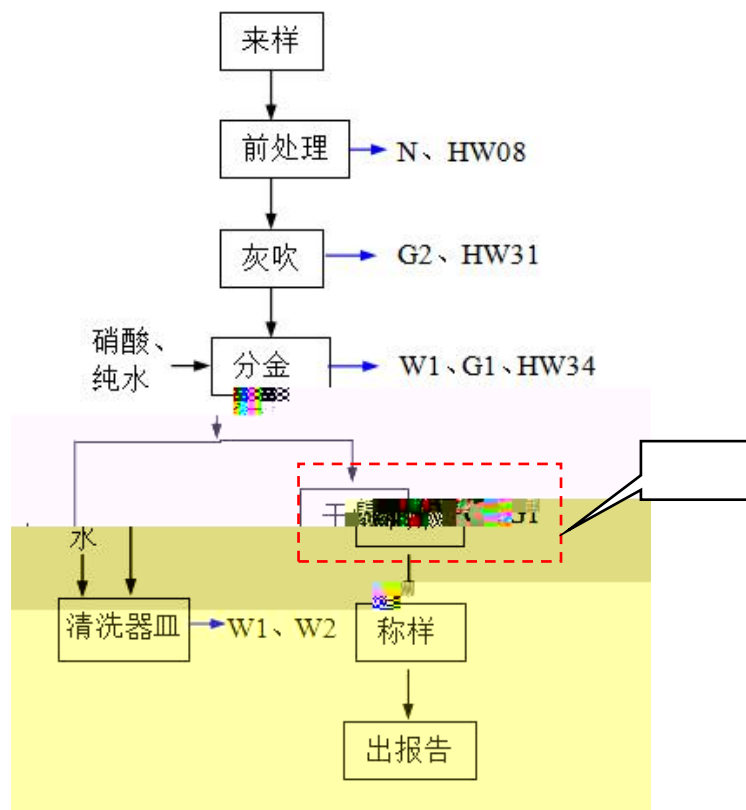 来样
前处理
N、HW08
灰吹
G2、HW31
硝酸、
纯水
分金
W1、G1、HW34
水
清洗器皿
W1、W2
称样
出报告